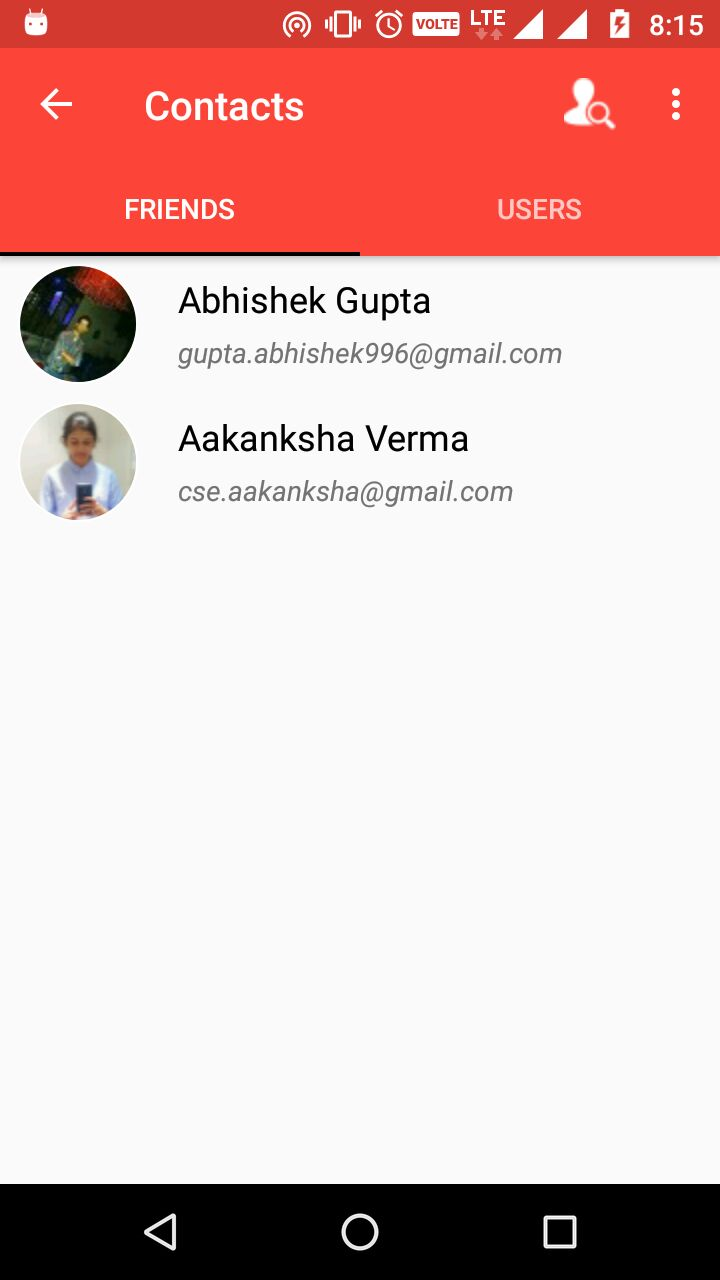 VOLTE LTE 8:15
Contacts
FRIENDS USERS
Abhishek Gupta
gupta.abhishek996@gmail.com
Aakanksha Verma
cse.aakanksha@gmail.com